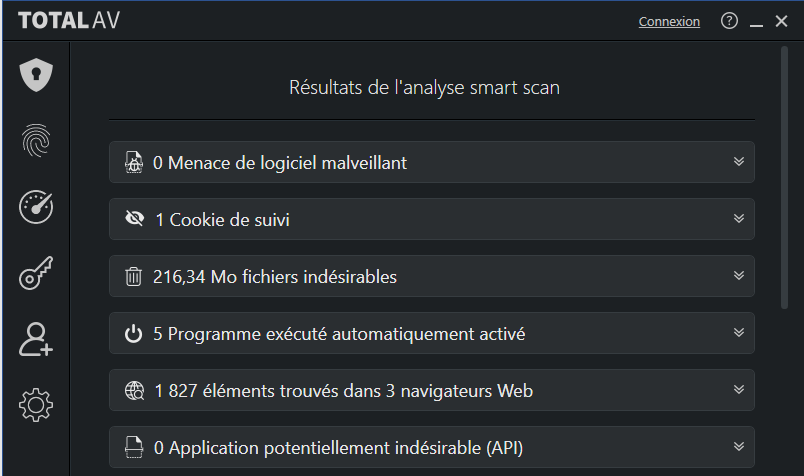 TOTAL AV
Connexion
?
Résultats de l'analyse smart scan
0 Menace de logiciel malveillant
1 Cookie de suivi
216,34 Mo fichiers indésirables
5 Programme exécuté automatiquement activé
1 827 éléments trouvés dans 3 navigateurs Web
0 Application potentiellement indésirable (API)